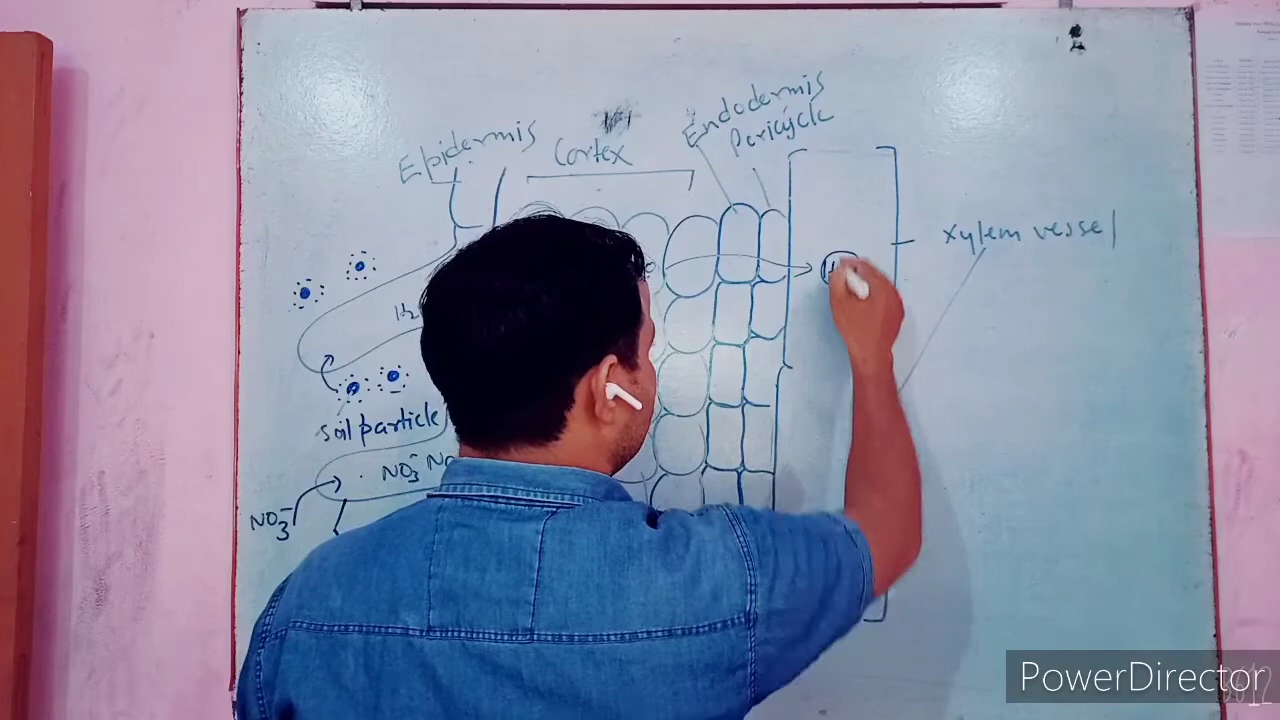 Epidermis
Cortex
Endodermis
Pericycle
xylem vessel
soil particle
NO3-
NO3-
PowerDirector